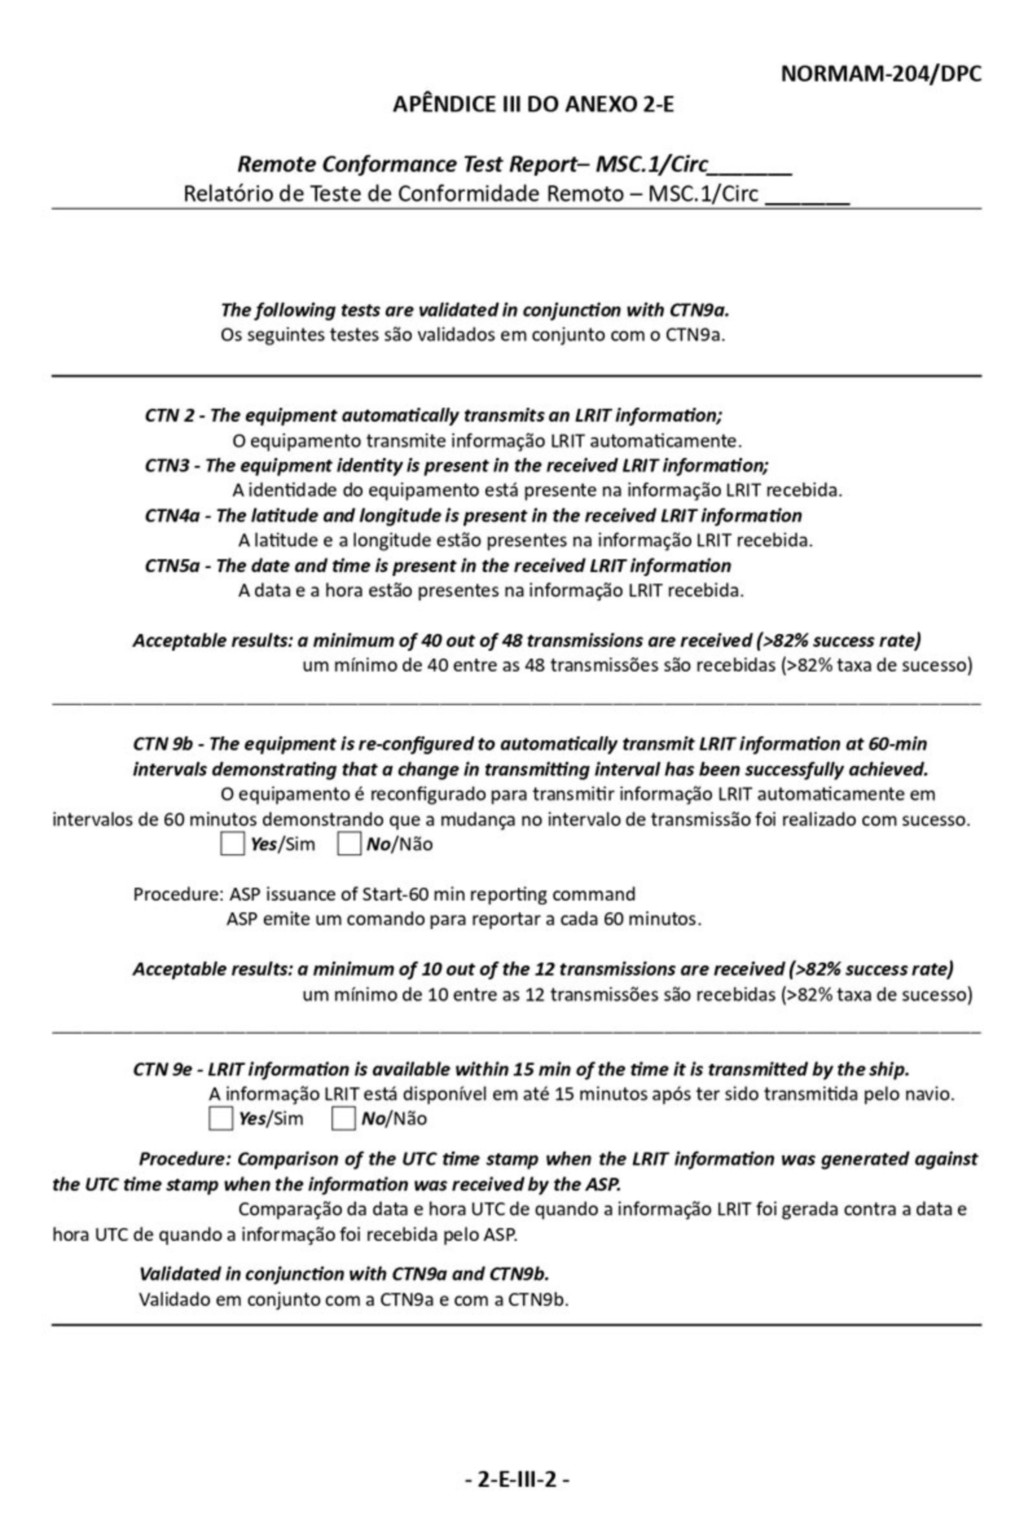 NORMAM-204/DPC
APÊNDICE III DO ANEXO 2-E
Remote Conformance Test Report– MSC.1/Circ_______
Relatório de Teste de Conformidade Remoto – MSC.1/Circ _______
The following tests are validated in conjunction with CTN9a.
Os seguintes testes são validados em conjunto com o CTN9a.
CTN 2 - The equipment automatically transmits an LRIT information;
O equipamento transmite informação LRIT automaticamente.
CTN3 - The equipment identity is present in the received LRIT information;
A identidade do equipamento está presente na informação LRIT recebida.
CTN4a - The latitude and longitude is present in the received LRIT information
A latitude e a longitude estão presentes na informação LRIT recebida.
CTN5a - The date and time is present in the received LRIT information
A data e a hora estão presentes na informação LRIT recebida.
Acceptable results: a minimum of 40 out of 48 transmissions are received (>82% success rate)
um mínimo de 40 entre as 48 transmissões são recebidas (>82% taxa de sucesso)
CTN 9b - The equipment is re-configured to automatically transmit LRIT information at 60-min
intervals demonstrating that a change in transmitting interval has been successfully achieved.
O equipamento é reconfigurado para transmitir informação LRIT automaticamente em
intervalos de 60 minutos demonstrando que a mudança no intervalo de transmissão foi realizado com sucesso.
Yes/Sim No/Não
Procedure: ASP issuance of Start-60 min reporting command
ASP emite um comando para reportar a cada 60 minutos.
Acceptable results: a minimum of 10 out of the 12 transmissions are received (>82% success rate)
um mínimo de 10 entre as 12 transmissões são recebidas (>82% taxa de sucesso)
CTN 9e - LRIT information is available within 15 min of the time it is transmitted by the ship.
A informação LRIT está disponível em até 15 minutos após ter sido transmitida pelo navio.
Yes/Sim No/Não
Procedure: Comparison of the UTC time stamp when the LRIT information was generated against
the UTC time stamp when the information was received by the ASP.
Comparação da data e hora UTC de quando a informação LRIT foi gerada contra a data e
hora UTC de quando a informação foi recebida pelo ASP.
Validated in conjunction with CTN9a and CTN9b.
Validado em conjunto com a CTN9a e com a CTN9b.
- 2-E-III-2 -